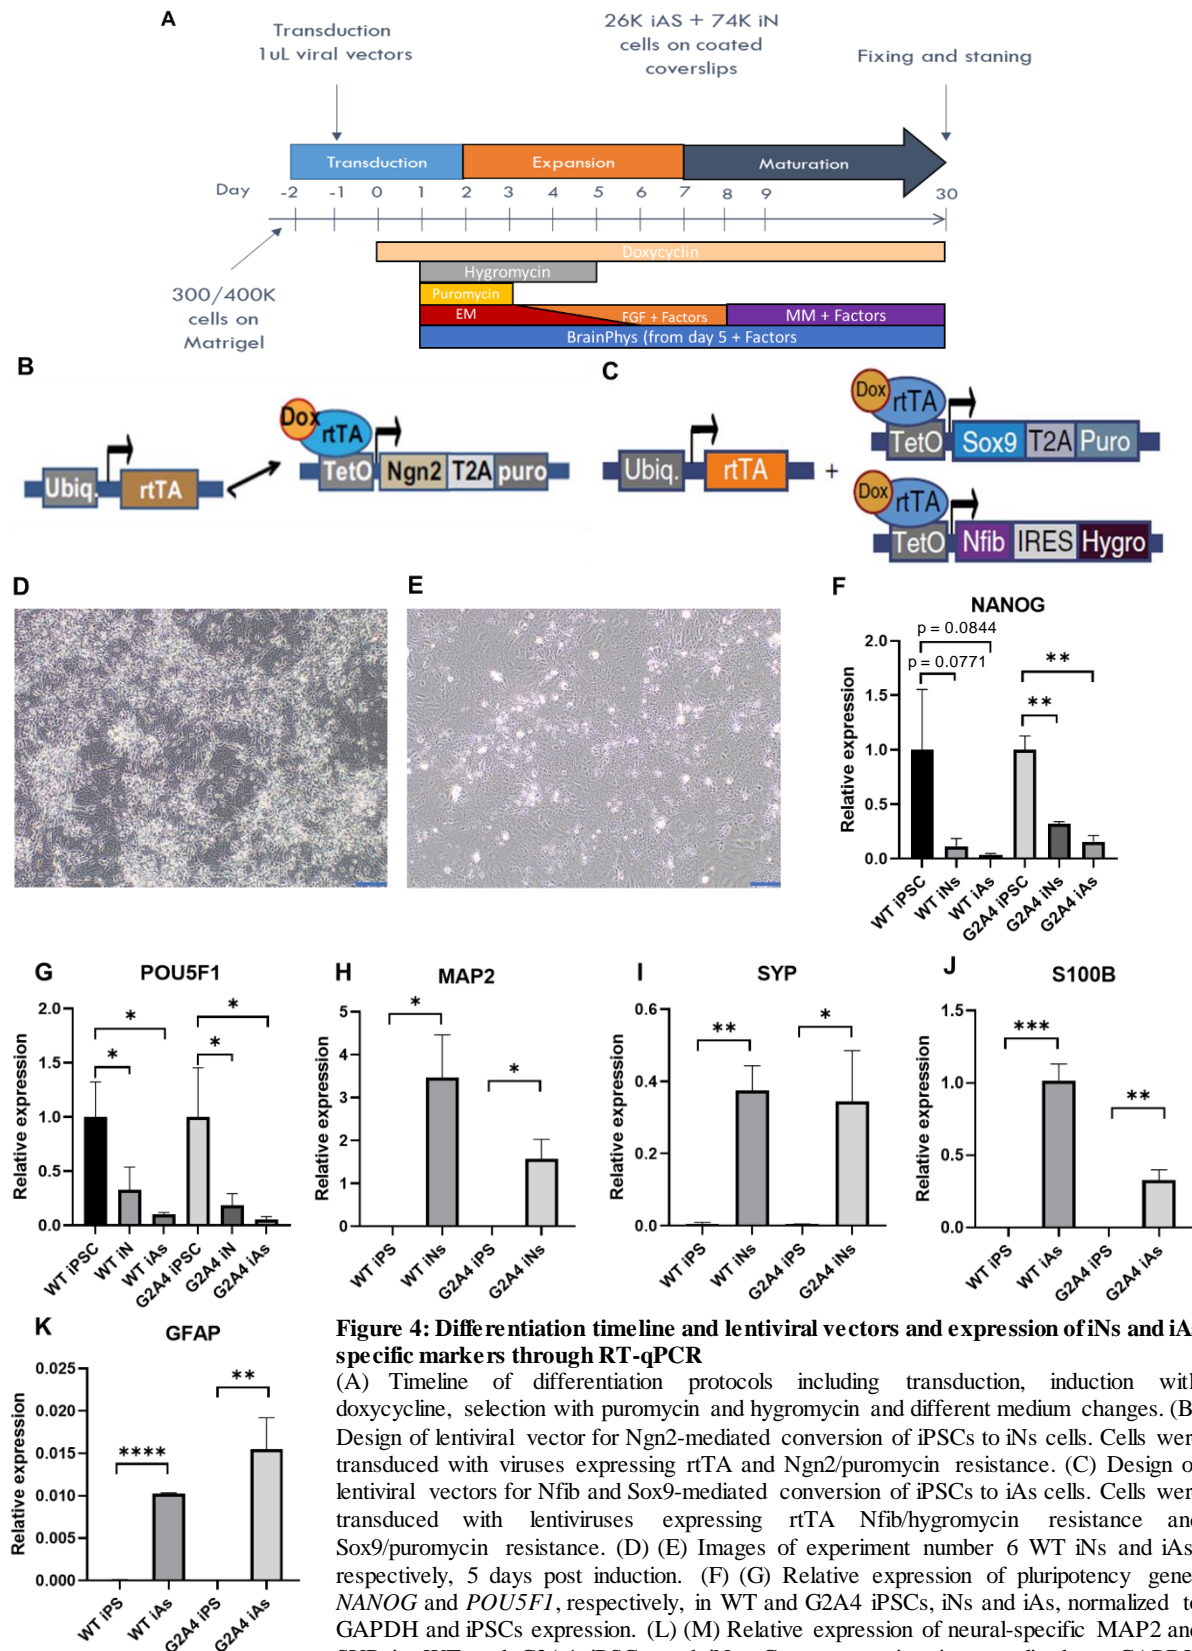 A
Transduction
1uL viral vectors
26K iAS + 74K iN
cells on coated
coverslips
Fixing and staning
Transduction
Expansion
Maturation
Day
-2 -1 0 1 2 3 4 5 6 7 8 9 30
300/400K
cells on
Matrigel
Doxycyclin
Hygromycin
Puromycin
EM
FGF + Factors
MM + Factors
BrainPhys (from day 5 + Factors
B
Ubiq.
rtTA
Dox
rtTA
TetO
Ngn2
T2A
puro
C
Ubiq.
rtTA
+
Dox
rtTA
TetO
Sox9
T2A
Puro
Dox
rtTA
TetO
Nfib
IRES
Hygro
D
E
F
NANOG
Relative expression
2.0
1.5
1.0
0.5
0.0
p = 0.0844
p = 0.0771
**
**
WT iPSC
WT iNs
WT iAs
G2A4 iPSC
G2A4 iNs
G2A4 iAs
G
POU5F1
Relative expression
2.0
1.5
1.0
0.5
0.0
*
*
*
*
WT iPSC
WT iN
WT iAs
G2A4 iPSC
G2A4 iN
G2A4 iAs
H
MAP2
Relative expression
5
4
3
2
1
0
*
*
WT iPS
WT iNs
G2A4 iPS
G2A4 iNs
I
SYP
Relative expression
0.6
0.4
0.2
0.0
**
*
WT iPS
WT iNs
G2A4 iPS
G2A4 iNs
J
S100B
Relative expression
1.5
1.0
0.5
0.0
***
**
WT iPS
WT iAs
G2A4 iPS
G2A4 iAs
K
GFAP
Relative expression
0.025
0.020
0.015
0.010
0.005
0.000
****
**
WT iPS
WT iAs
G2A4 iPS
G2A4 iAs
Figure 4: Differentiation timeline and lentiviral vectors and expression of iNs and iAs
specific markers through RT-qPCR
(A) Timeline of differentiation protocols including transduction, induction with
doxycycline, selection with puromycin and hygromycin and different medium changes. (B
Design of lentiviral vector for Ngn2-mediated conversion of iPSCs to iNs cells. Cells were
transduced with viruses expressing rtTA and Ngn2/puromycin resistance. (C) Design of
lentiviral vectors for Nfib and Sox9-mediated conversion of iPSCs to iAs cells. Cells were
transduced with lentiviruses expressing rtTA Nfib/hygromycin resistance and
Sox9/puromycin resistance. (D) (E) Images of experiment number 6 WT iNs and iAs
respectively, 5 days post induction. (F) (G) Relative expression of pluripotency gene
NANOG and POU5F1, respectively, in WT and G2A4 iPSCs, iNs and iAs, normalized to
GAPDH and iPSCs expression. (L) (M) Relative expression of neural-specific MAP2 and